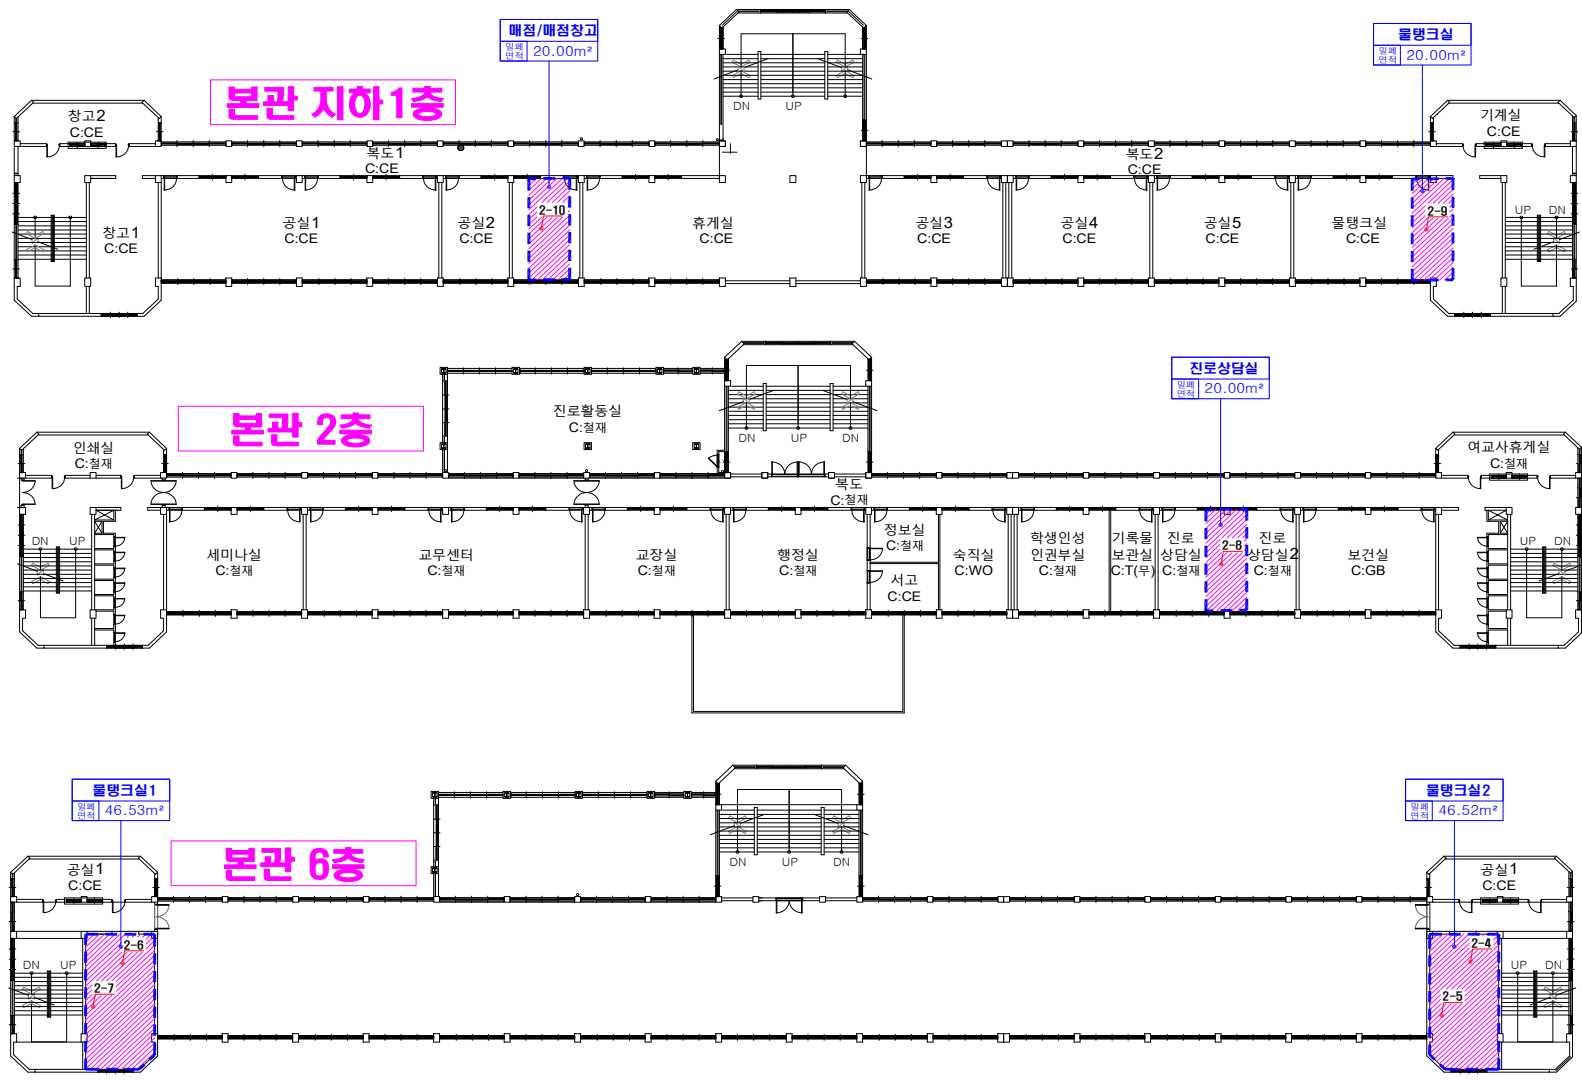 매점/매점창고
밀폐
면적
20.00m²
물탱크실
밀폐
면적
20.00m²
본관 지하1층
DN
UP
창고2
C:CE
기계실
C:CE
복도1
C:CE
복도2
C:CE
창고1
C:CE
공실1
C:CE
공실2
C:CE
2-10
휴게실
C:CE
공실3
C:CE
공실4
C:CE
공실5
C:CE
물탱크실
C:CE
2-9
UP
DN
진로상담실
밀폐
면적
20.00m²
본관 2층
진로활동실
C:철재
DN
UP
DN
인쇄실
C:철재
여교사휴게실
C:철재
복도
C:철재
DN
UP
세미나실
C:철재
교무센터
C:철재
교장실
C:철재
행정실
C:철재
정보실
C:철재
서고
C:CE
숙직실
C:WO
학생인성
인권부실
C:철재
기록물
보관실
C:T(무)
진로
상담실
C:철재
2-8
진로
상담실2
C:철재
보건실
C:GB
UP
DN
물탱크실1
밀폐
면적
46.53m²
물탱크실2
밀폐
면적
46.52m²
본관 6층
DN
UP
DN
공실1
C:CE
공실1
C:CE
DN
UP
2-6
2-7
2-4
2-5
UP
DN